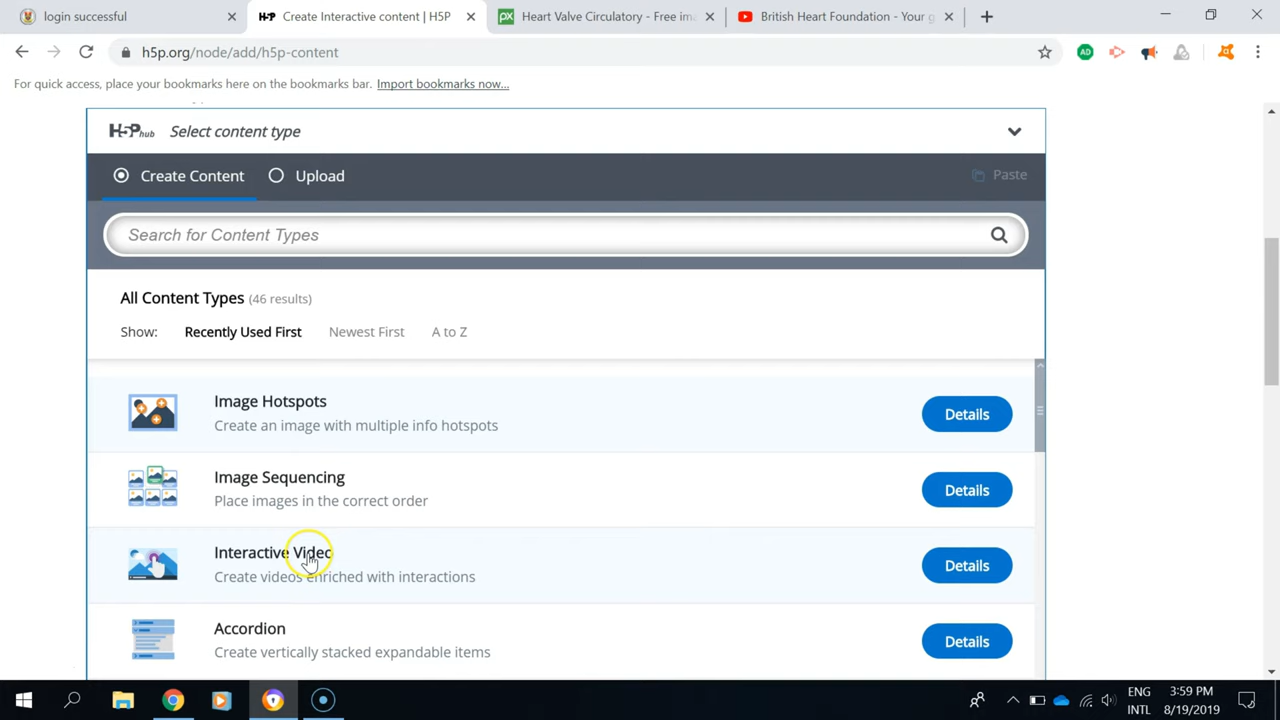 login successful
H-P Create Interactive content | H5P
px Heart Valve Circulatory - Free ima
British Heart Foundation - Your g
h5p.org/node/add/h5p-content
AD
For quick access, place your bookmarks here on the bookmarks bar. Import bookmarks now...
H5P hub Select content type
Create Content Upload Paste
Search for Content Types
All Content Types (46 results)
Show: Recently Used First Newest First A to Z
Image Hotspots
Create an image with multiple info hotspots
Details
Image Sequencing
Place images in the correct order
Details
Interactive Video
Create videos enriched with interactions
Details
Accordion
Create vertically stacked expandable items
Details
ENG 3:59 PM
INTL 8/19/2019